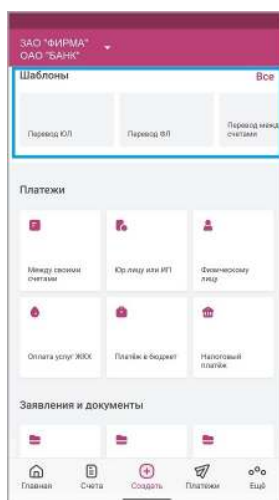 ЗАО "ФИРМА"
ОАО "БАНК"
Шаблоны Все
Перевод ЮЛ
Перевод ФЛ
Перевод межд
счетами
Платежи
Между своими
счетами
Юр лицу или ИП
Физическому
лицу
Оплата услуг ЖКХ
Платёж в бюджет
Налоговый
платёж
Заявления и документы
Главная
Счета
Создать
Платежи
Ещё